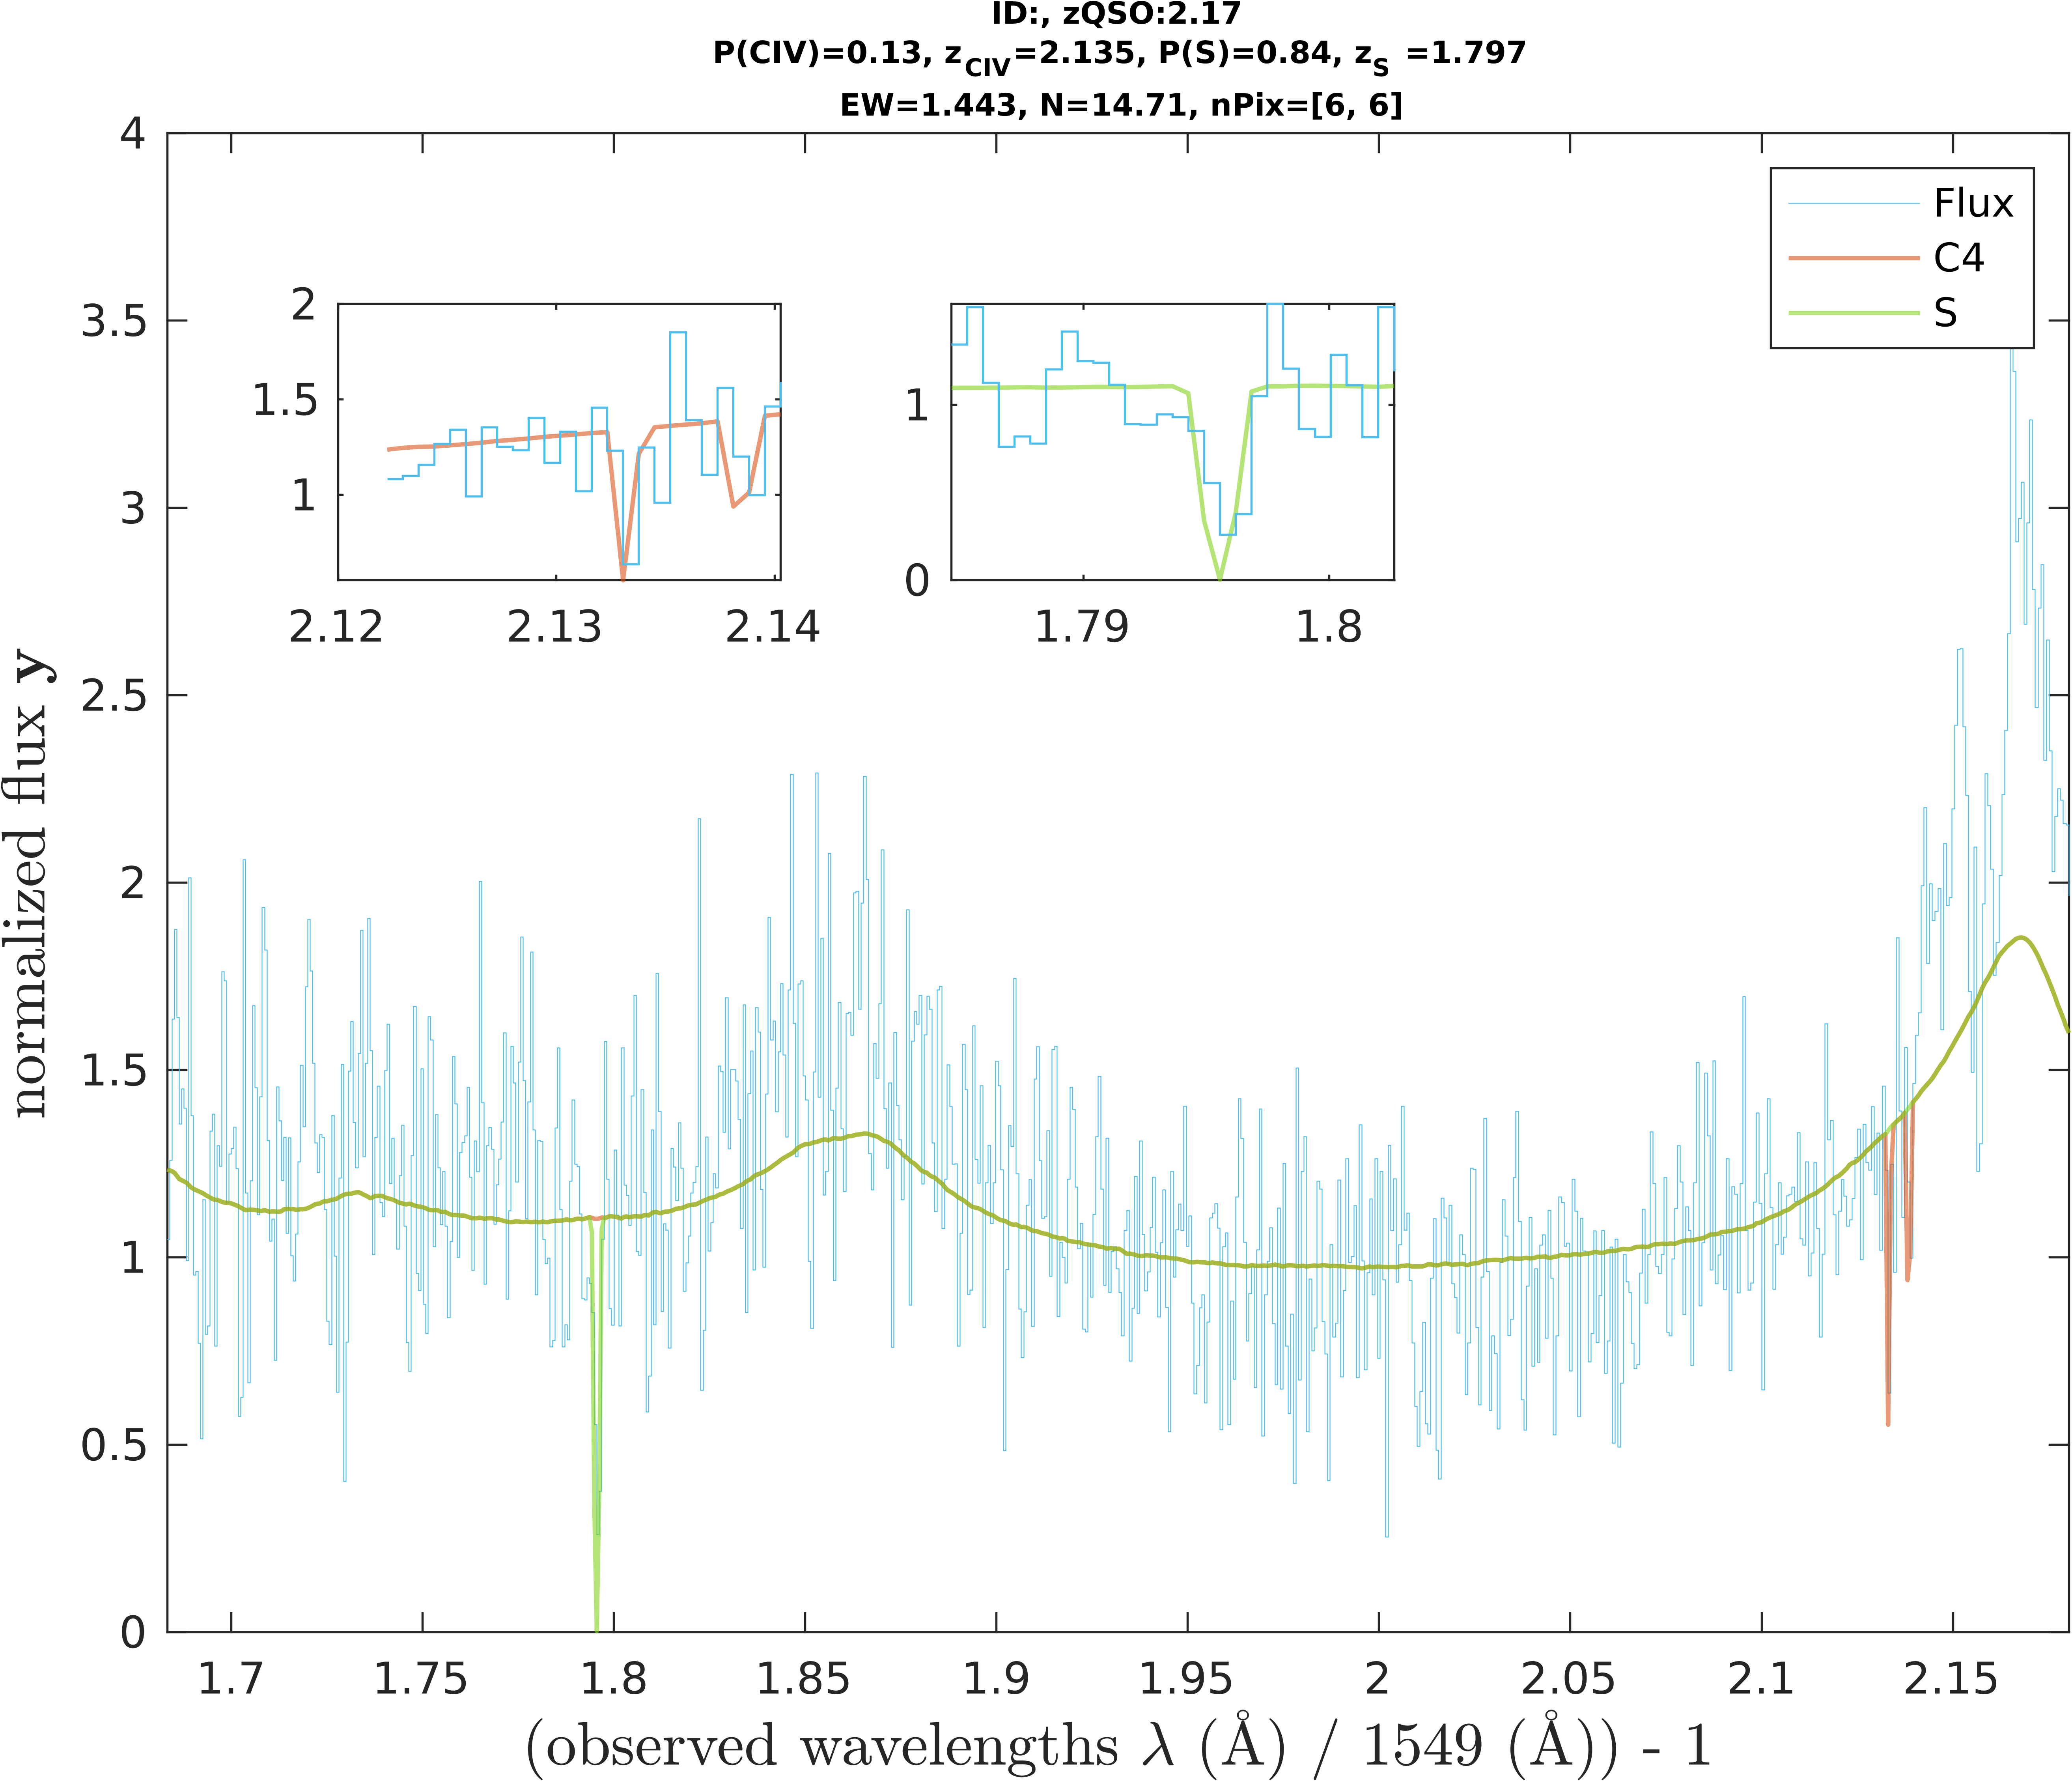 ID:, zQSO:2.17
P(CIV)=0.13, z_CIV=2.135, P(S)=0.84, z_S =1.797
EW=1.443, N=14.71, nPix=[6, 6]
4
3.5
3
2.5
2
1.5
1
0.5
0
normalized flux y
Flux
C4
S
2
1.5
1
2.12 2.13 2.14
1
0
1.79 1.8
1.7 1.75 1.8 1.85 1.9 1.95 2 2.05 2.1 2.15
(observed wavelengths λ (Å) / 1549 (Å)) - 1